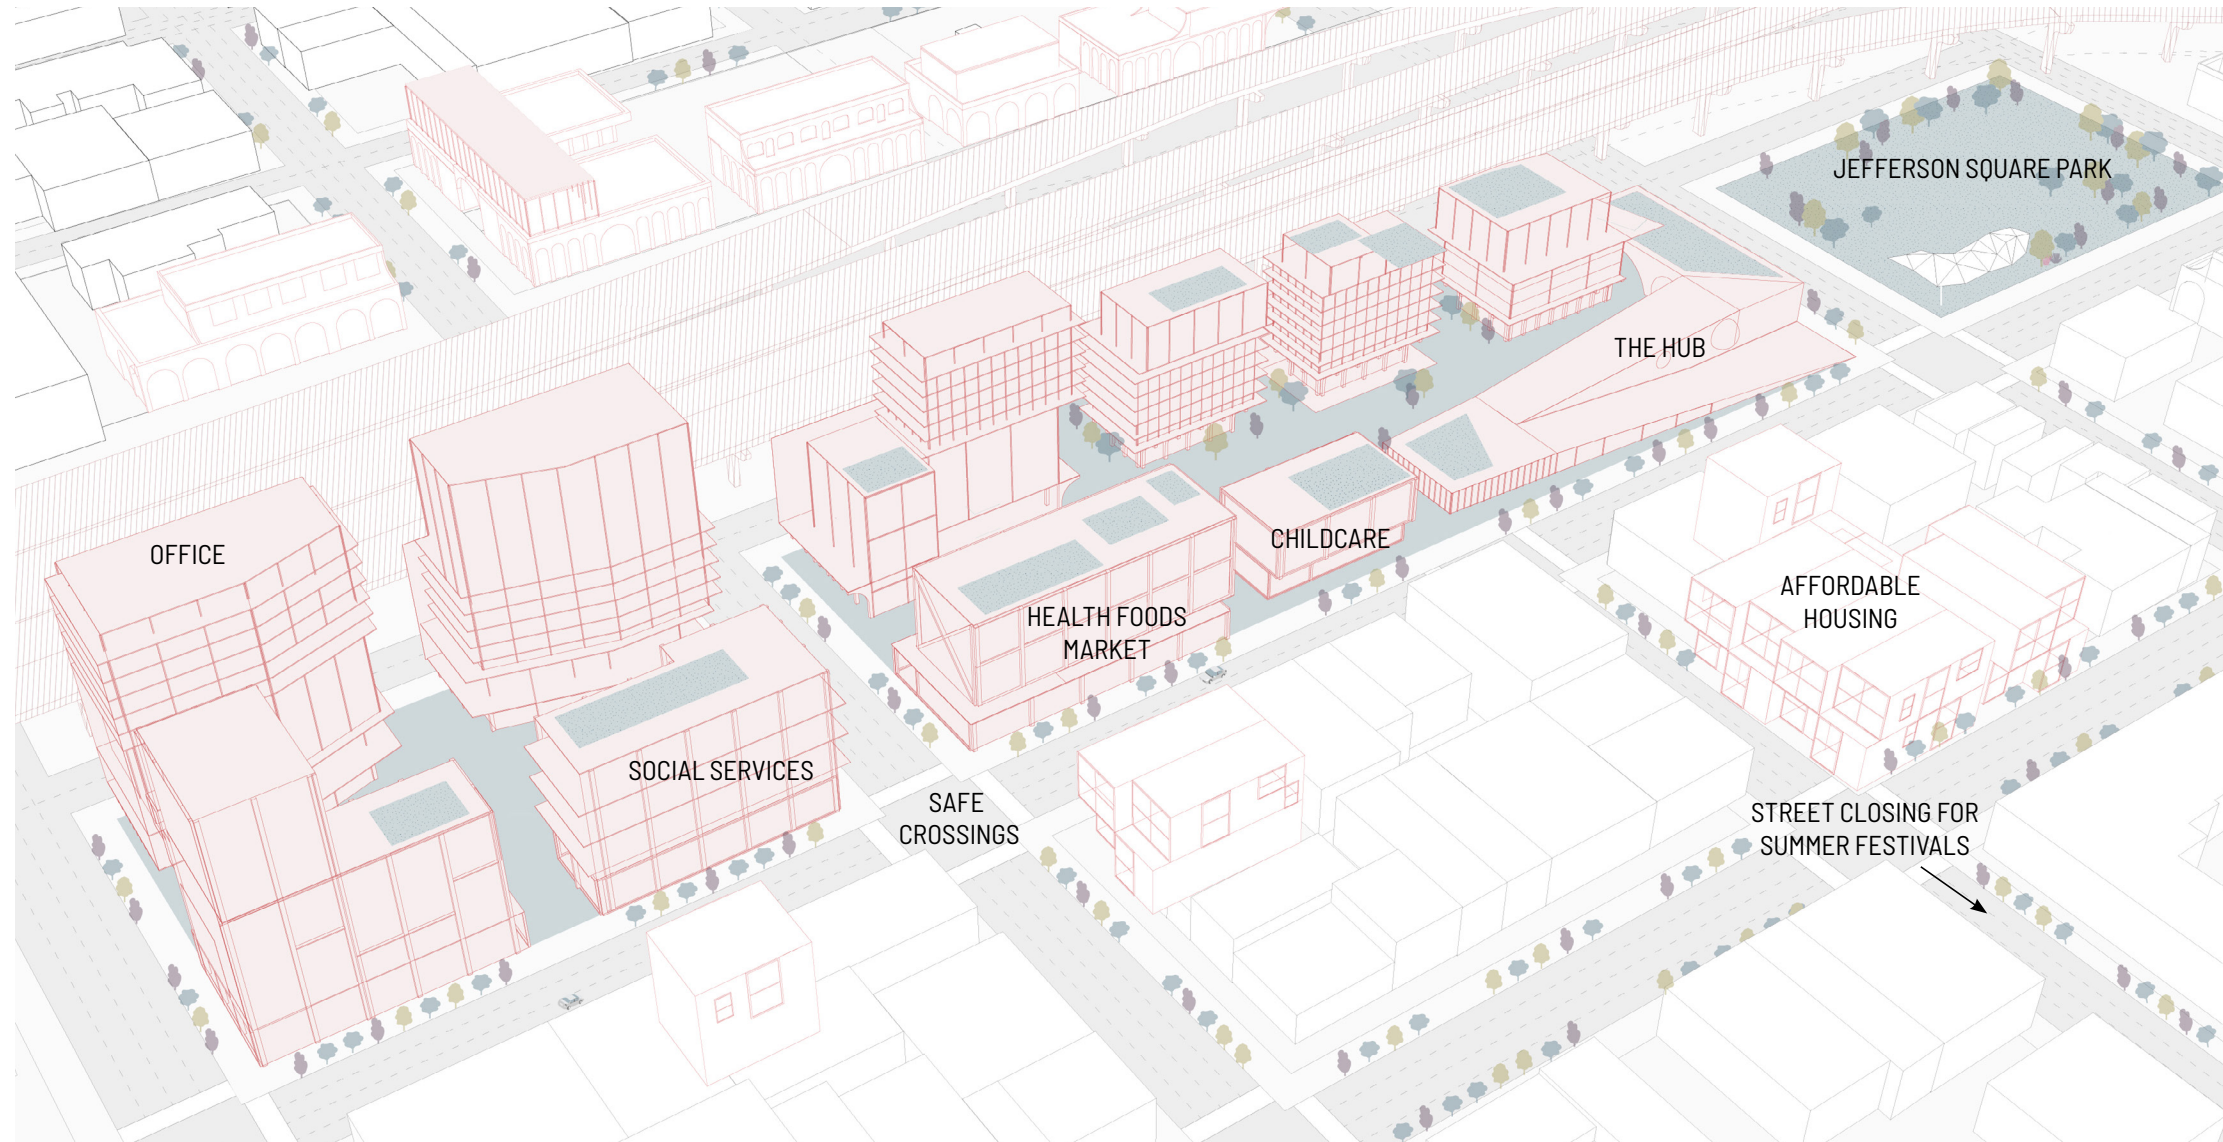 JEFFERSON SQUARE PARK
THE HUB
OFFICE
CHILDCARE
HEALTH FOODS
MARKET
AFFORDABLE
HOUSING
SOCIAL SERVICES
SAFE
CROSSINGS
STREET CLOSING FOR
SUMMER FESTIVALS